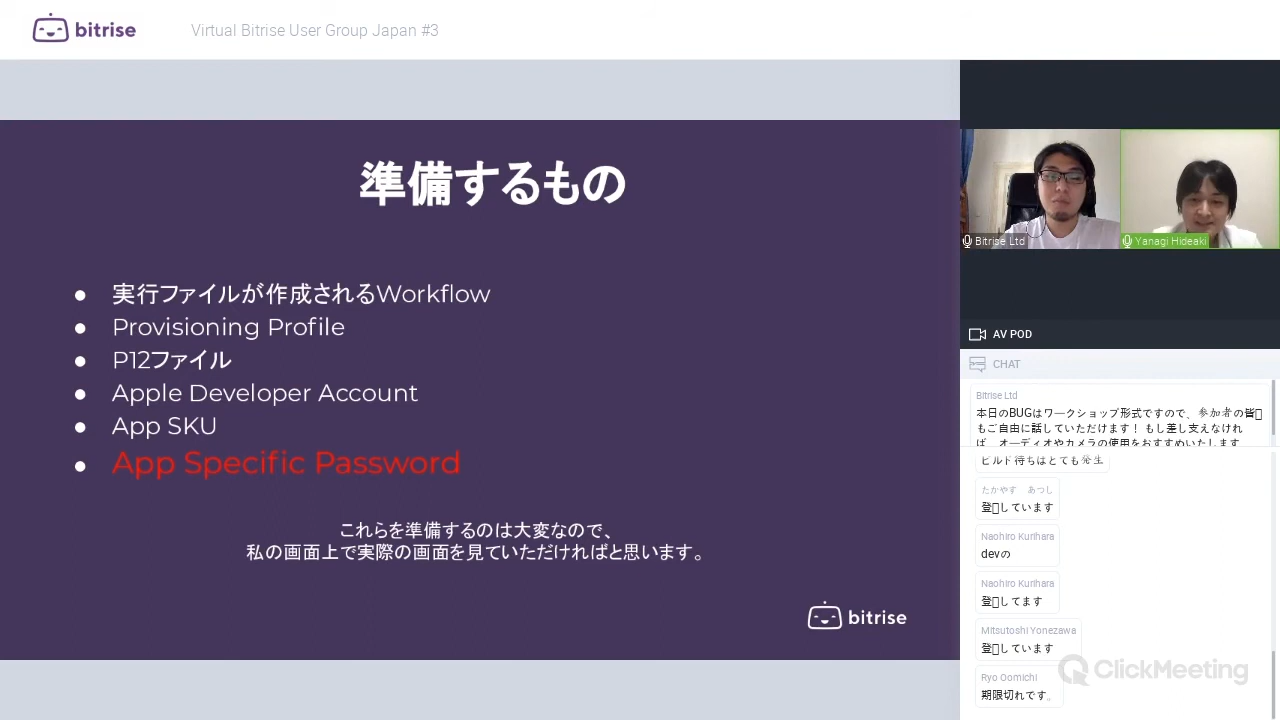 bitrise
Virtual Bitrise User Group Japan #3
準備するもの
● 実行ファイルが作成されるWorkflow
● Provisioning Profile
● P12ファイル
● Apple Developer Account
● App SKU
● App Specific Password
これらを準備するのは大変なので、
私の画面上で実際の画面を見ていただければと思います。
bitrise
Bitrise Ltd
Yanagi Hideaki
AV POD
CHAT
Bitrise Ltd
本日のBUGはワークショップ形式ですので、参加者の皆□
もご自由に話していただけます！ もし差し支えなけれ
ば、オーディオやカメラの使用をおすすめいたします
ビルド待ちはとても発生
たかやす あつし
登□しています
Naohiro Kurihara
devの
Naohiro Kurihara
登□してます
Mitsutoshi Yonezawa
登□しています
Ryo Oomichi
期限切れです。
ClickMeeting